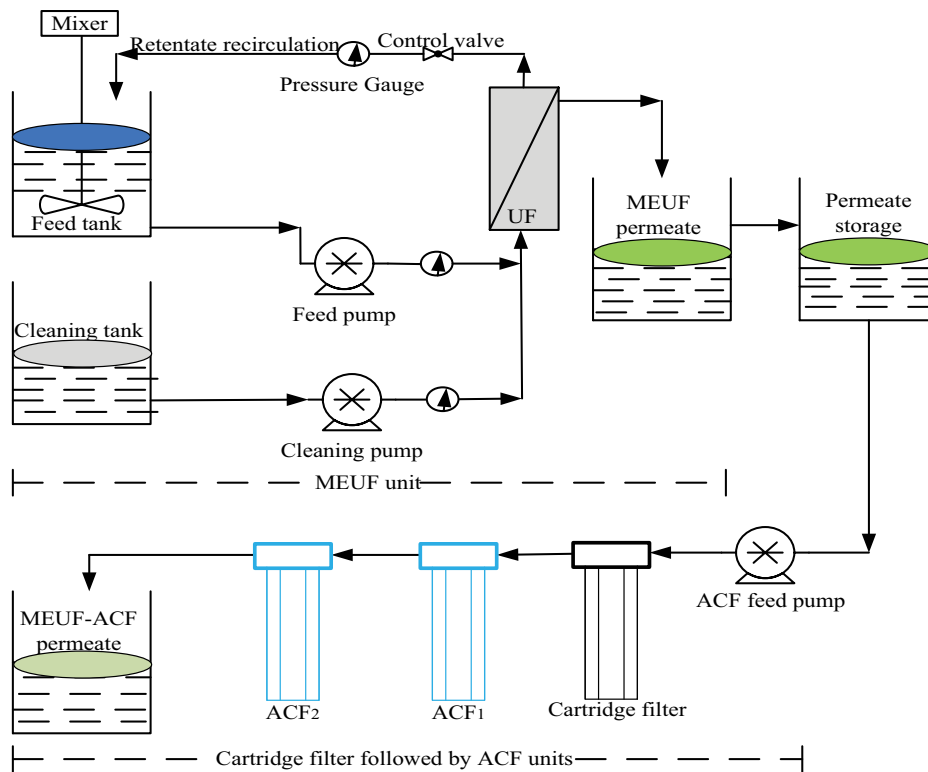 Mixer
Retentate recirculation
Control valve
Pressure Gauge
Feed tank
UF
MEUF
permeate
Permeate
storage
Feed pump
Cleaning tank
Cleaning pump
MEUF unit
ACF feed pump
MEUF-ACF
permeate
ACF2
ACF1
Cartridge filter
Cartridge filter followed by ACF units